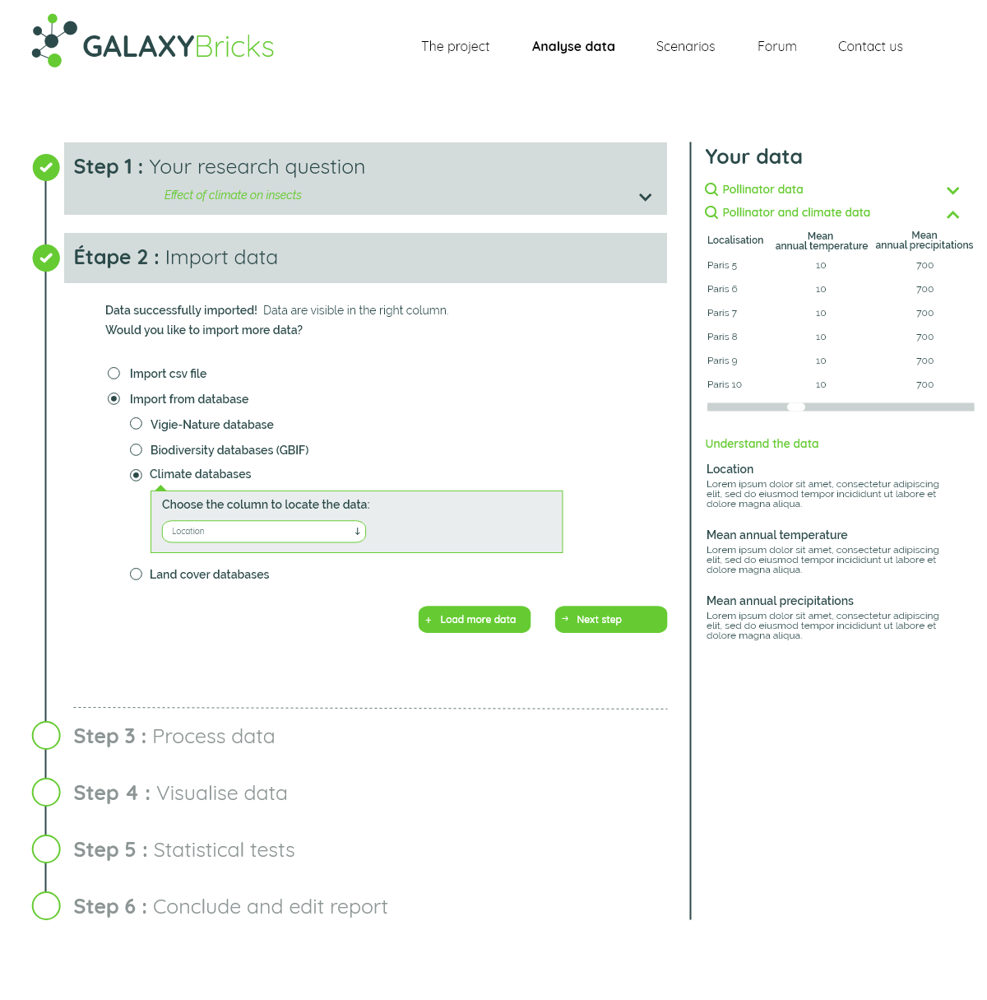 GALAXYBricks
The project
Analyse data
Scenarios
Forum
Contact us
Step 1 : Your research question
Effect of climate on insects
Étape 2 : Import data
Data successfully imported! Data are visible in the right column.
Would you like to import more data?
Import csv file
Import from database
Vigie-Nature database
Biodiversity databases (GBIF)
Climate databases
Choose the column to locate the data:
Location ↓
Land cover databases
+ Load more data
→ Next step
Step 3 : Process data
Step 4 : Visualise data
Step 5 : Statistical tests
Step 6 : Conclude and edit report
Your data
Pollinator data
Pollinator and climate data
Localisation Mean annual temperature Mean annual precipitations
Paris 5 10 700
Paris 6 10 700
Paris 7 10 700
Paris 8 10 700
Paris 9 10 700
Paris 10 10 700
Understand the data
Location
Lorem ipsum dolor sit amet, consectetur adipiscing
elit, sed do eiusmod tempor incididunt ut labore et
dolore magna aliqua.
Mean annual temperature
Lorem ipsum dolor sit amet, consectetur adipiscing
elit, sed do eiusmod tempor incididunt ut labore et
dolore magna aliqua.
Mean annual precipitations
Lorem ipsum dolor sit amet, consectetur adipiscing
elit, sed do eiusmod tempor incididunt ut labore et
dolore magna aliqua.